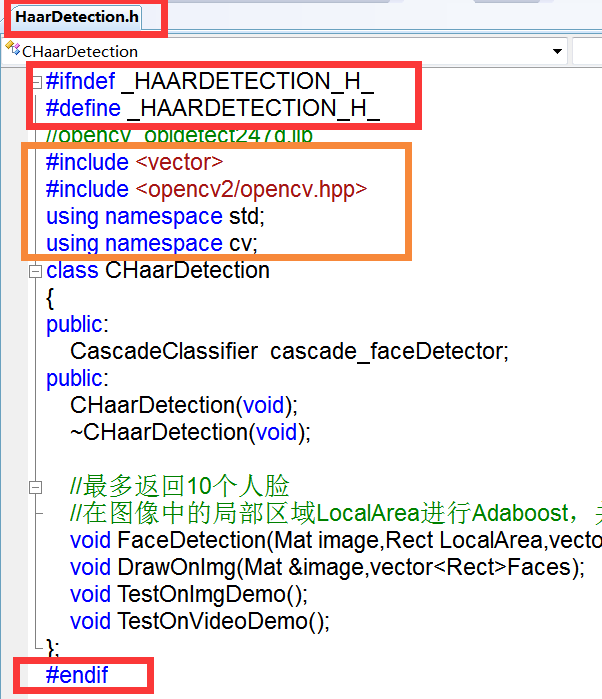 HaarDetection.h
CHaarDetection
#ifndef _HAARDETECTION_H_
#define _HAARDETECTION_H_
//opencv_objdetect247d.lib
#include <vector>
#include <opencv2/opencv.hpp>
using namespace std;
using namespace cv;
class CHaarDetection
{
public:
CascadeClassifier cascade_faceDetector;
public:
CHaarDetection(void);
~CHaarDetection(void);
//最多返回10个人脸
//在图像中的局部区域LocalArea进行Adaboost，
void FaceDetection(Mat image,Rect LocalArea,vecto
void DrawOnImg(Mat &image,vector<Rect>Faces);
void TestOnImgDemo();
void TestOnVideoDemo();
};
#endif